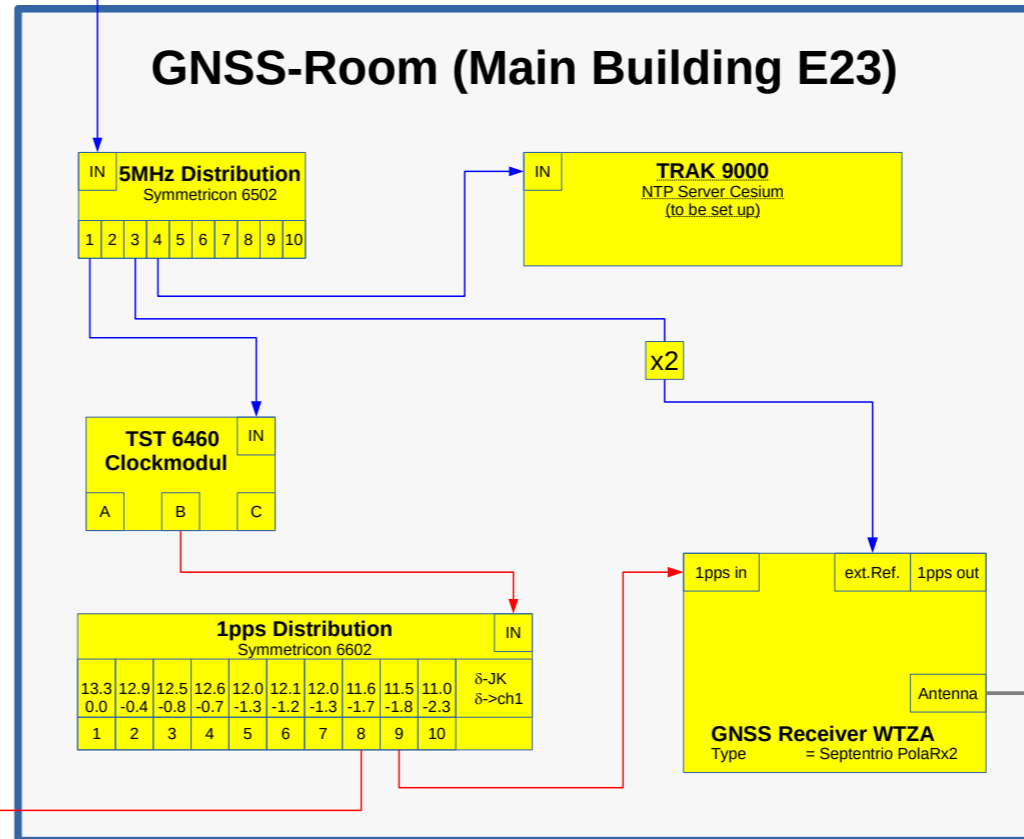 GNSS-Room (Main Building E23)
IN
5MHz Distribution
Symmetricon 6502
1 2 3 4 5 6 7 8 9 10
IN
TRAK 9000
NTP Server Cesium
(to be set up)
x2
TST 6460
Clockmodul
IN
A B C
1pps Distribution
Symmetricon 6602
IN
13.3 12.9 12.5 12.6 12.0 12.1 12.0 11.6 11.5 11.0 δ-JK
0.0 -0.4 -0.8 -0.7 -1.3 -1.2 -1.3 -1.7 -1.8 -2.3 δ->ch1
1 2 3 4 5 6 7 8 9 10
1pps in ext.Ref. 1pps out
Antenna
GNSS Receiver WTZA
Type = Septentrio PolaRx2